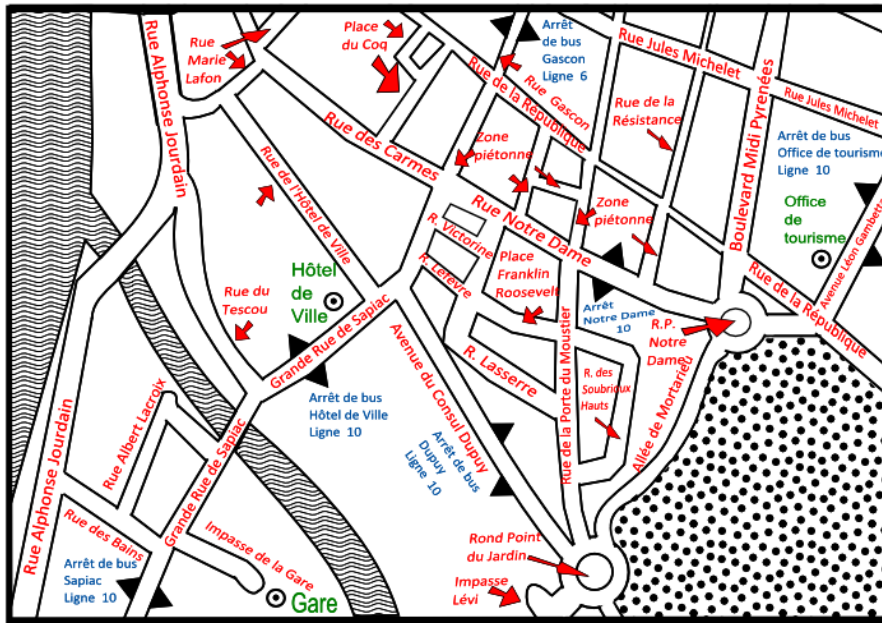 Rue Alphonse Jourdain
Rue
Marie
Lafon
Place
du Coq
Arrêt
de bus
Gascon
Ligne 6
Rue Jules Michelet
Rue Jules Michelet
Rue de la République
Rue Gascon
Rue de la
Résistance
Boulevard Midi Pyrenées
Arrêt de bus
Office de tourisme
Ligne 10
Office
de
tourisme
Avenue Léon Gambetta
Rue de la République
Rue des Carmes
Zone
piétonne
Zone
piétonne
Rue de l'Hôtel de Ville
Rue Notre Dame
R. Victorine
R. Lefèvre
Place
Franklin
Roosevelt
Arrêt
Notre Dame
10
R.P.
Notre
Dame
Hôtel
de
Ville
Rue du
Tescou
Grande Rue de Sapiac
Avenue du Consul Dupuy
R. Lasserre
Rue de la Porte du Moustier
R. des
Soubrioux
Hauts
Allée de Mortarieu
Arrêt de bus
Hôtel de Ville
Ligne 10
Arrêt de bus
Dupuy
Ligne 10
Rue Alphonse Jourdain
Rue Albert Lacroix
Grande Rue de Sapiac
Rue des Bains
Impasse de la Gare
Arrêt de bus
Sapiac
Ligne 10
Gare
Rond Point
du Jardin
Impasse
Lévi